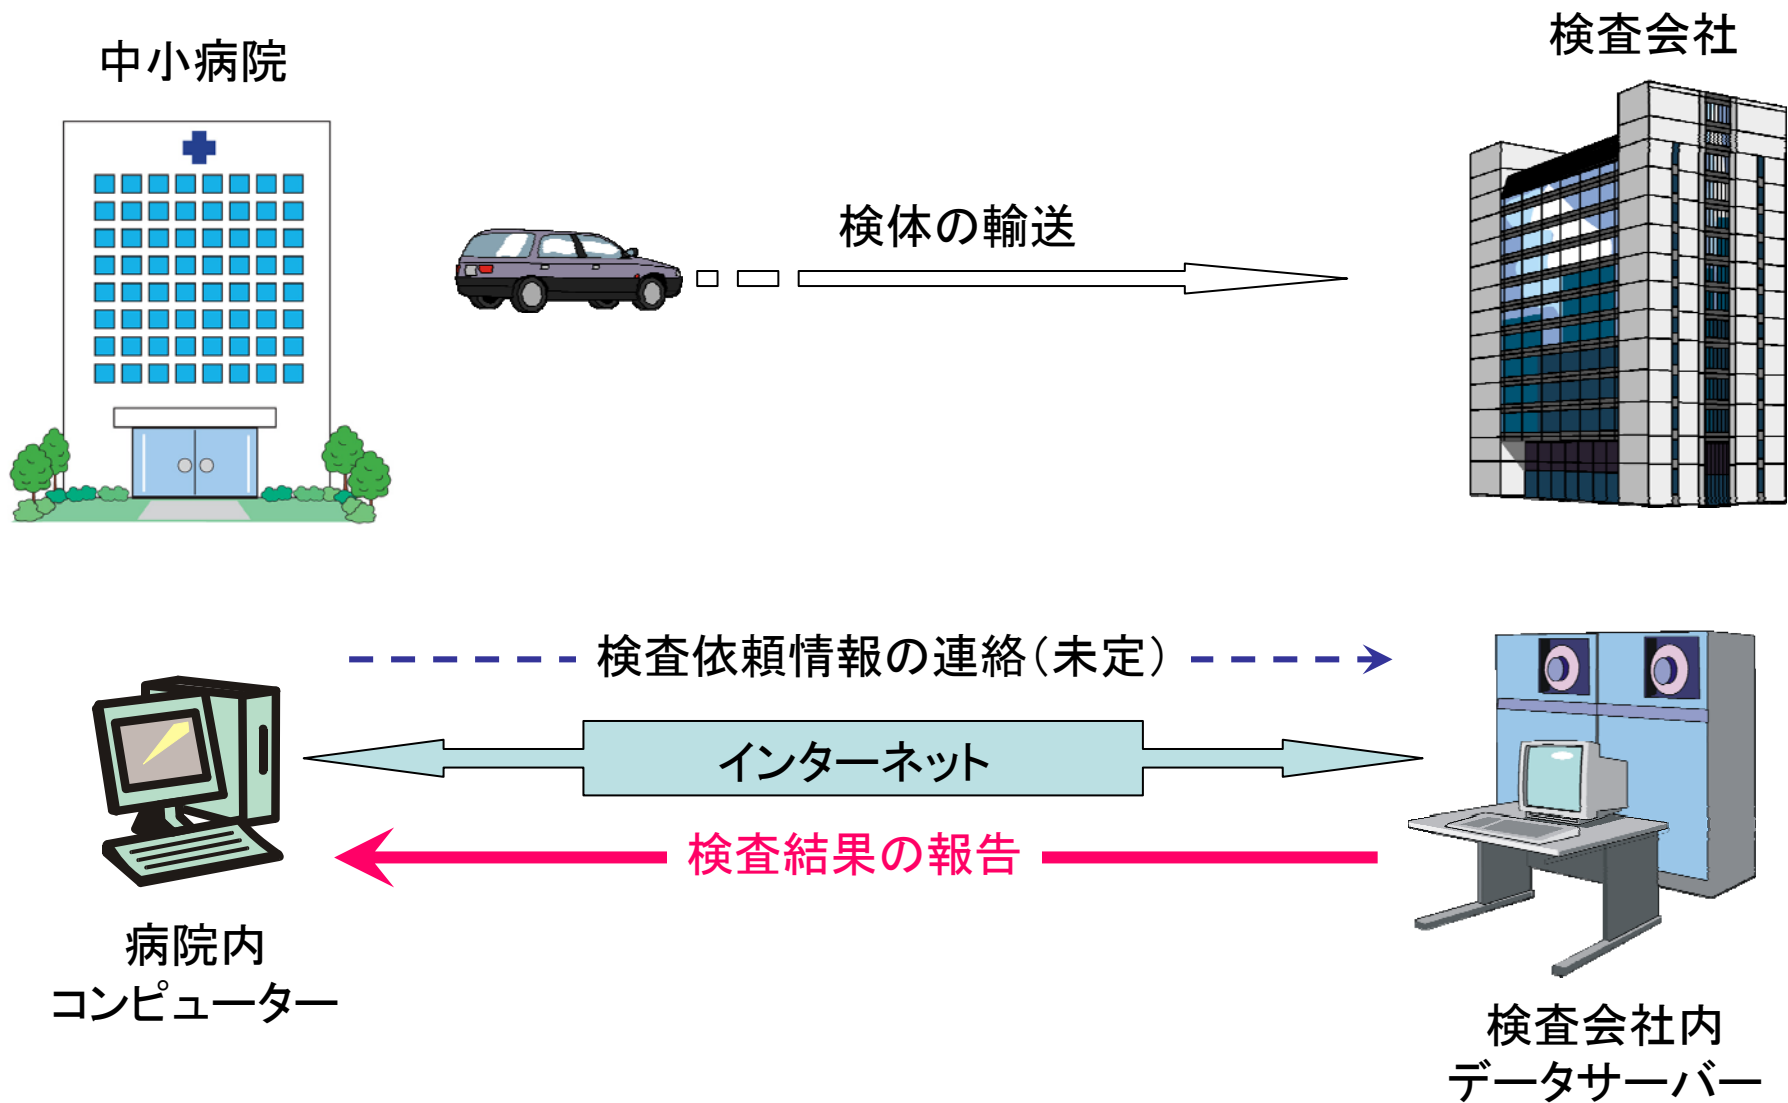 中小病院
検査会社
検体の輸送
検査依頼情報の連絡（未定）
インターネット
検査結果の報告
病院内
コンピューター
検査会社内
データサーバー